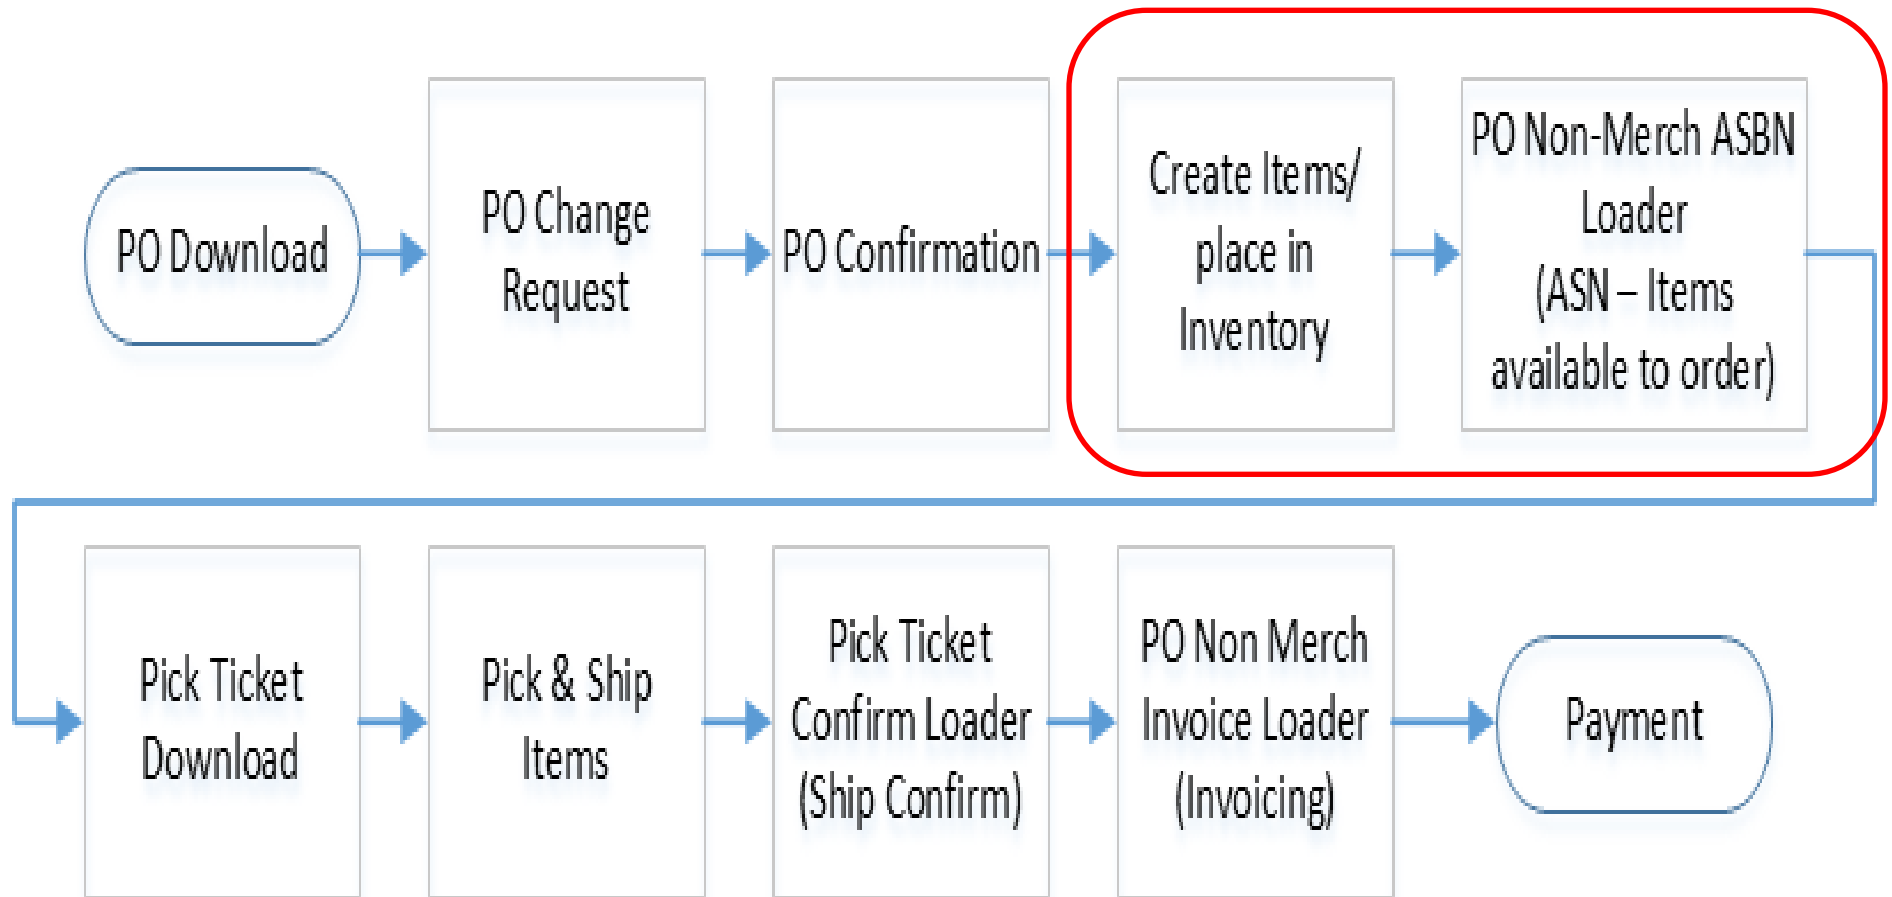 PO Download
PO Change
Request
PO Confirmation
Create Items/
place in
Inventory
PO Non-Merch ASBN
Loader
(ASN – Items
available to order)
Pick Ticket
Download
Pick & Ship
Items
Pick Ticket
Confirm Loader
(Ship Confirm)
PO Non Merch
Invoice Loader
(Invoicing)
Payment